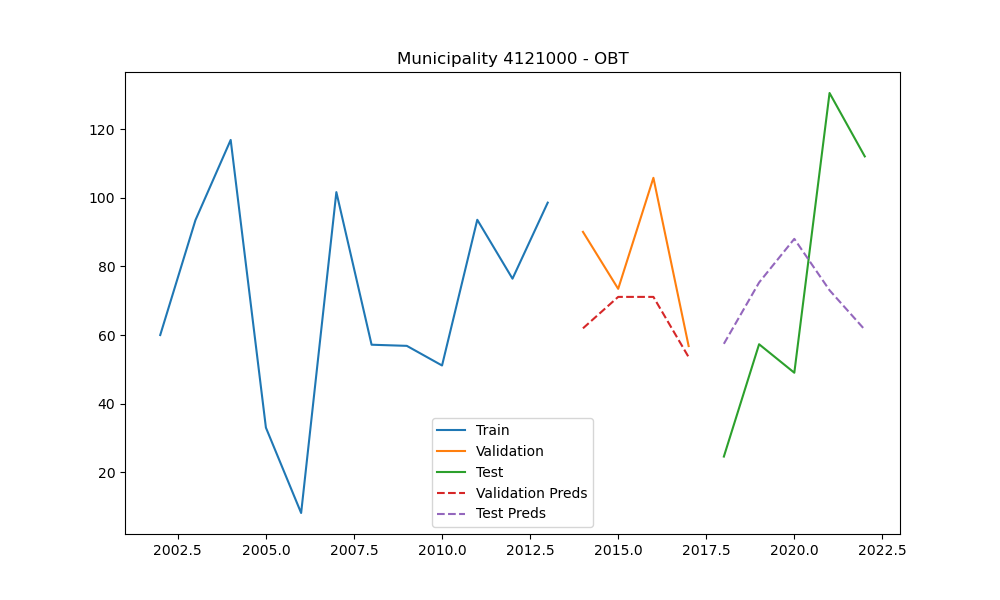 Municipality 4121000 - OBT
120
100
80
60
40
20
Train
Validation
Test
Validation Preds
Test Preds
2002.5 2005.0 2007.5 2010.0 2012.5 2015.0 2017.5 2020.0 2022.5